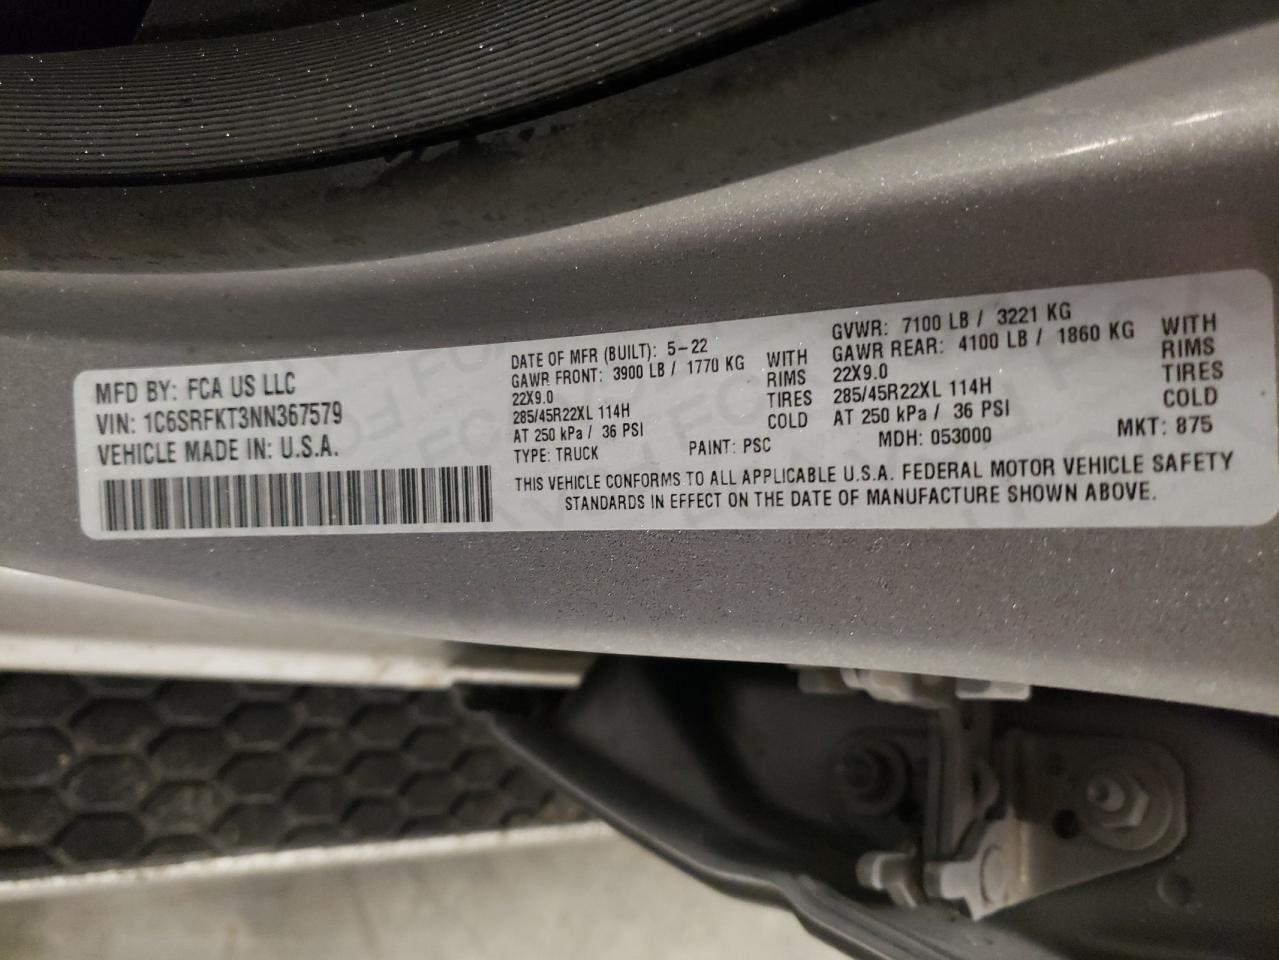 MFD BY: FCA US LLC
VIN: 1C6SRFKT3NN367579
VEHICLE MADE IN: U.S.A.
DATE OF MFR (BUILT): 5-22
GAWR FRONT: 3900 LB / 1770 KG WITH
22X9.0 RIMS
285/45R22XL 114H TIRES
AT 250 kPa / 36 PSI COLD
TYPE: TRUCK PAINT: PSC
GVWR: 7100 LB / 3221 KG
GAWR REAR: 4100 LB / 1860 KG WITH
22X9.0 RIMS
285/45R22XL 114H TIRES
AT 250 kPa / 36 PSI COLD
MDH: 053000 MKT: 875
THIS VEHICLE CONFORMS TO ALL APPLICABLE U.S.A. FEDERAL MOTOR VEHICLE SAFETY
STANDARDS IN EFFECT ON THE DATE OF MANUFACTURE SHOWN ABOVE.